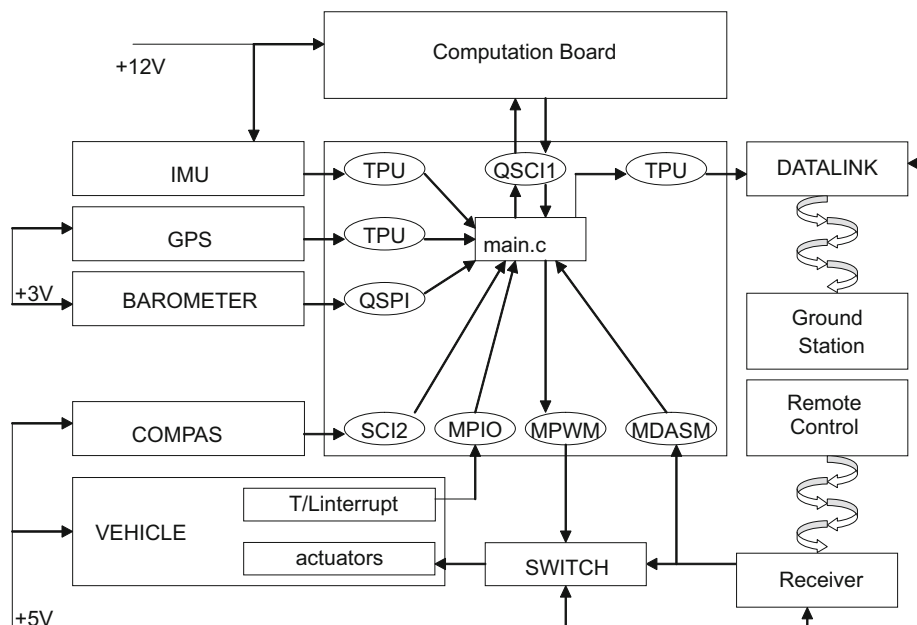 Computation Board
+12V
IMU
TPU
QSCI1
TPU
DATALINK
GPS
TPU
main.c
+3V
BAROMETER
QSPI
Ground
Station
Remote
Control
COMPAS
SCI2
MPIO
MPWM
MDASM
T/Linterrupt
VEHICLE
actuators
SWITCH
Receiver
+5V